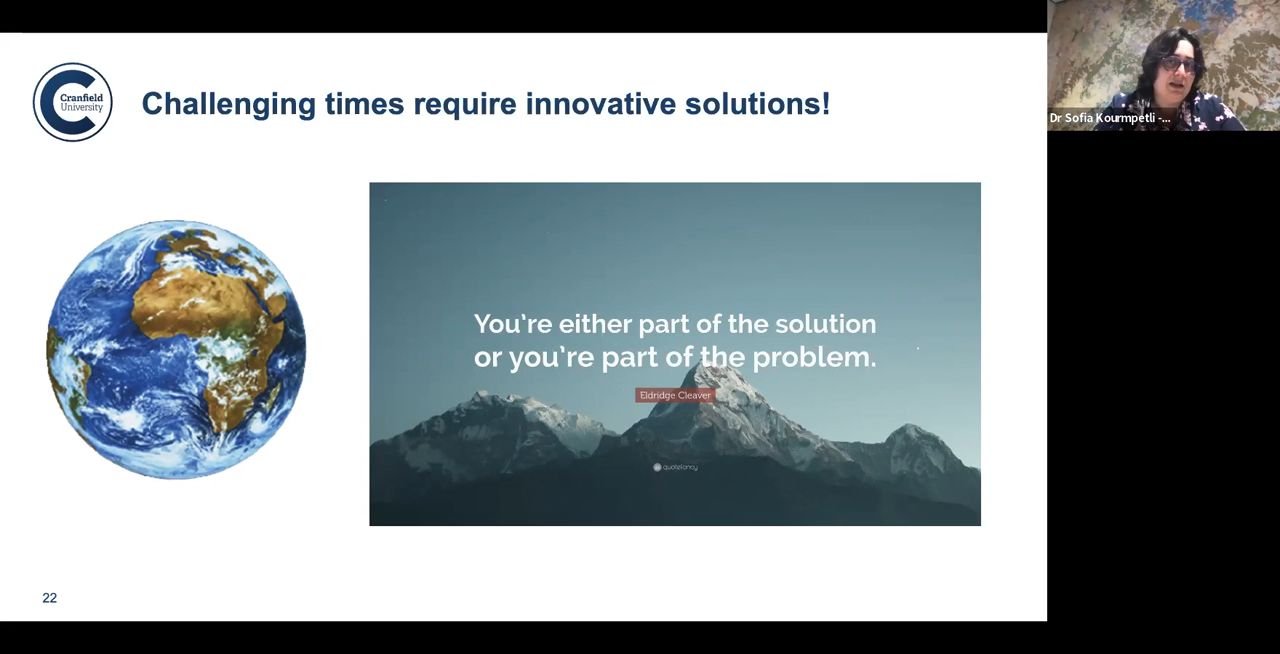 Cranfield
University
Challenging times require innovative solutions!
Dr Sofia Kourmpetli -...
You’re either part of the solution
or you’re part of the problem.
Eldridge Cleaver
quotefancy
22